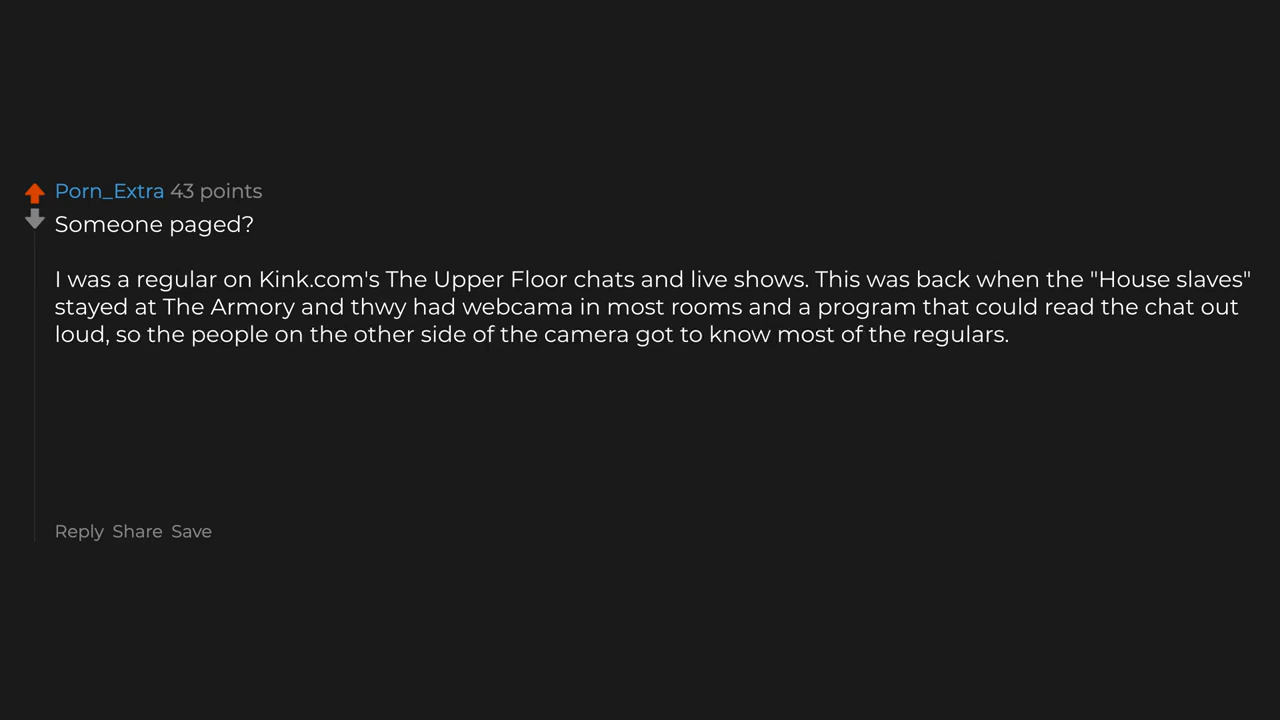 Porn_Extra 43 points
Someone paged?
I was a regular on Kink.com's The Upper Floor chats and live shows. This was back when the "House slaves"
stayed at The Armory and thwy had webcama in most rooms and a program that could read the chat out
loud, so the people on the other side of the camera got to know most of the regulars.
Reply Share Save